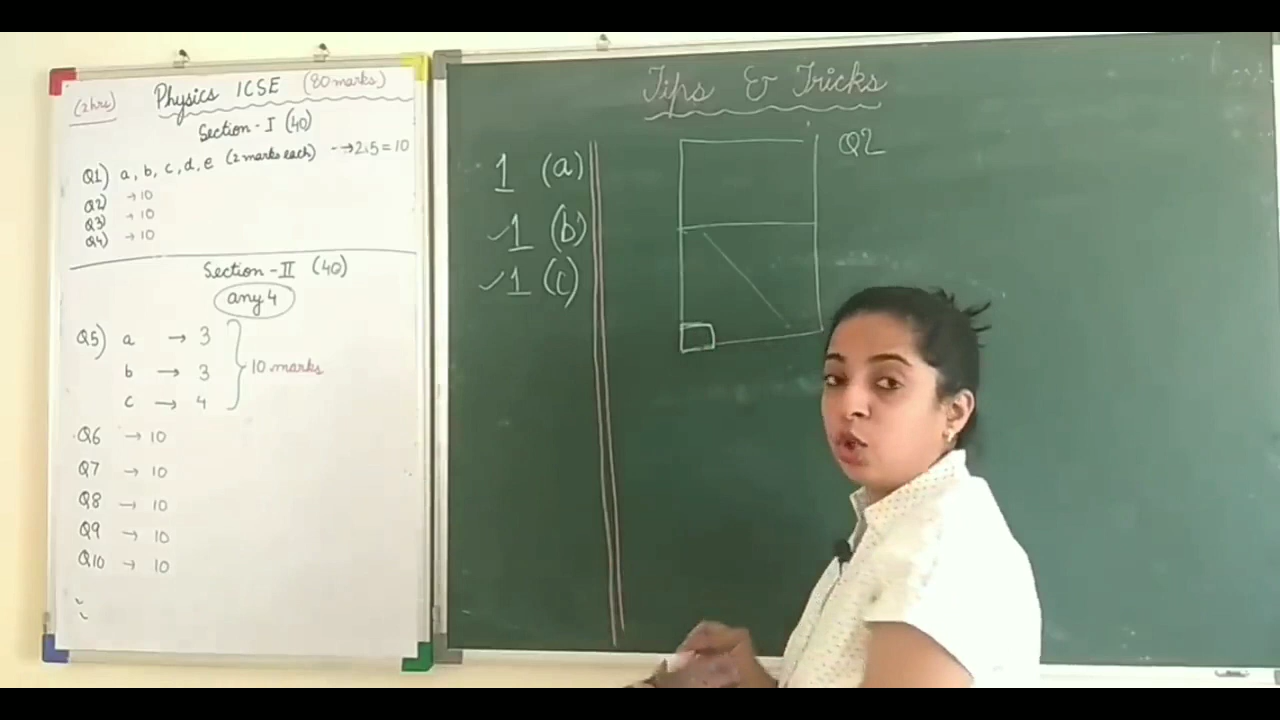 Physics ICSE (80 marks)
(2hrs)
Section - I (40)
Q1) a, b, c, d, e (2 marks each) → 2.5 = 10
Q2) → 10
Q3) → 10
Q4) → 10
Section - II (40)
any 4
Q5) a → 3
b → 3
c → 4
10 marks
Q6 → 10
Q7 → 10
Q8 → 10
Q9 → 10
Q10 → 10
Tips & Tricks
1 (a)
1 (b)
1 (c)
Q2